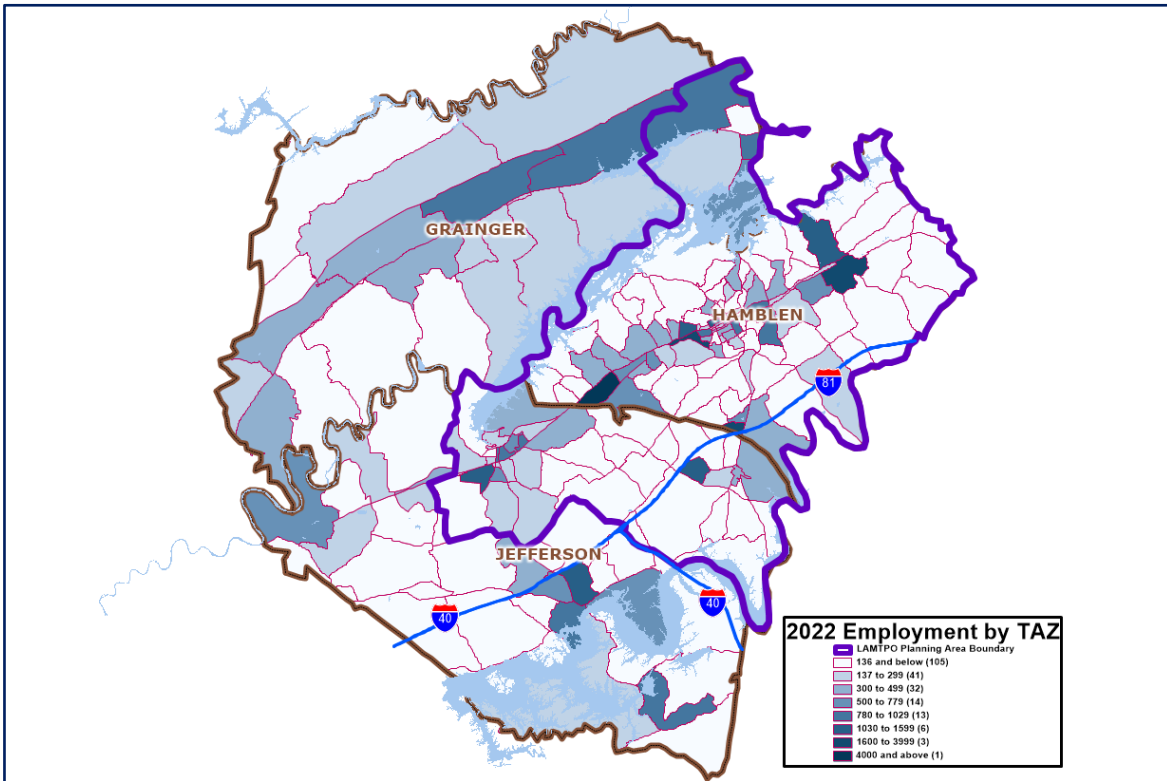 GRAINGER
HAMBLEN
81
JEFFERSON
40
40
2022 Employment by TAZ
LAMTPO Planning Area Boundary
136 and below (105)
137 to 299 (41)
300 to 499 (32)
500 to 779 (14)
780 to 1029 (13)
1030 to 1599 (6)
1600 to 3999 (3)
4000 and above (1)